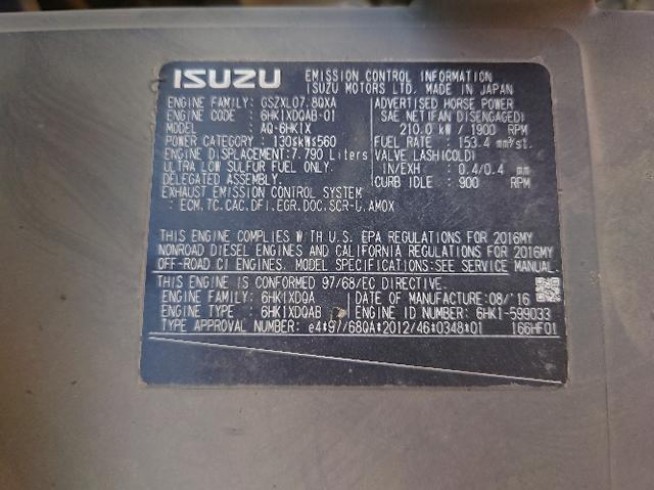 ISUZU
EMISSION CONTROL INFORMATION
ISUZU MOTORS LTD. MADE IN JAPAN
ENGINE FAMILY: GSZXL07.8QXA
ENGINE CODE : 6HK1XDQAB-01
MODEL : AQ-6HK1X
POWER CATEGORY : 130≤kW≤560
ENGINE DISPLACEMENT:7.790 Liters
ULTRA LOW SULFUR FUEL ONLY.
DELEGATED ASSEMBLY.
EXHAUST EMISSION CONTROL SYSTEM
: ECM,TC,CAC,DFI,EGR,DOC,SCR-U,AMOX
ADVERTISED HORSE POWER
SAE NET(FAN DISENGAGED)
210.0 kW / 1900 RPM
FUEL RATE : 153.4 mm³/st.
VALVE LASH(COLD)
IN/EXH : 0.4/0.4 mm
CURB IDLE : 900 RPM
THIS ENGINE COMPLIES WITH U.S. EPA REGULATIONS FOR 2016MY
NONROAD DIESEL ENGINES AND CALIFORNIA REGULATIONS FOR 2016MY
OFF-ROAD CI ENGINES. MODEL SPECIFICATIONS:SEE SERVICE MANUAL.
THIS ENGINE IS CONFORMED 97/68/EC DIRECTIVE.
ENGINE FAMILY: 6HK1XDQA DATE OF MANUFACTURE:08/'16
ENGINE TYPE : 6HK1XDQAB ENGINE ID NUMBER: 6HK1-599033
TYPE APPROVAL NUMBER: e4*97/68QA*2012/46*0348*01 166HF01